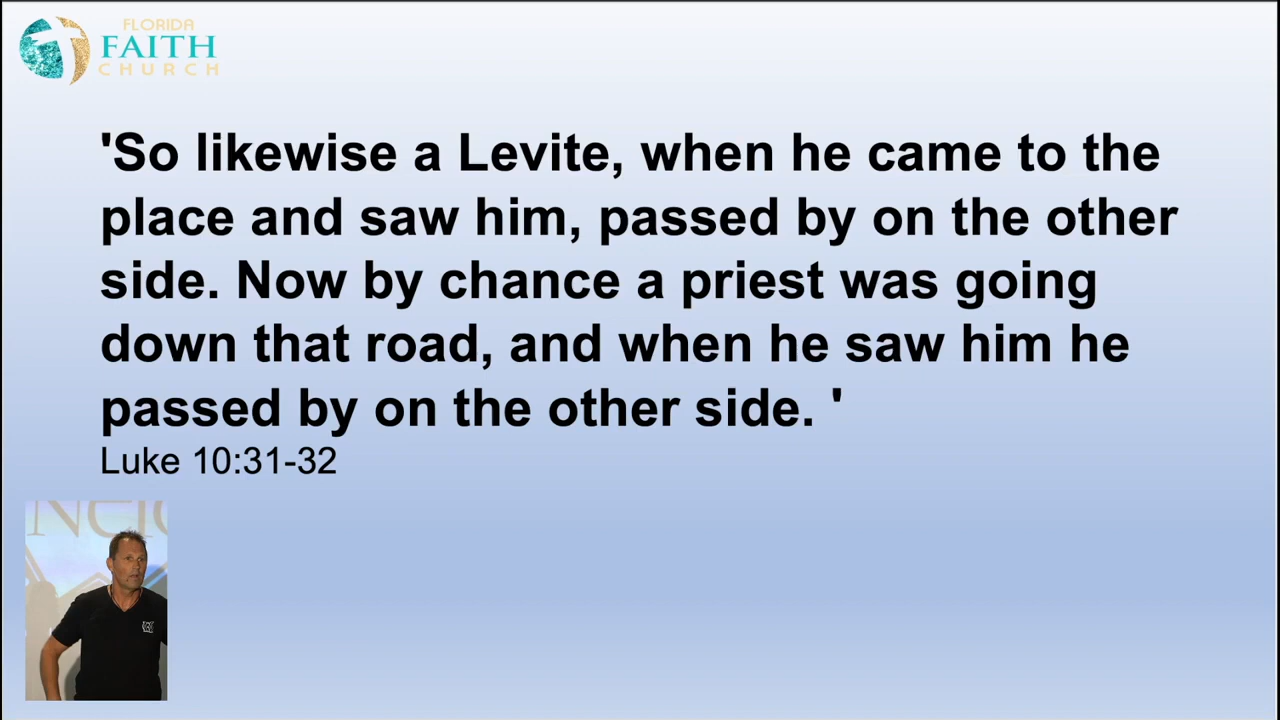 FLORIDA
FAITH
CHURCH
'So likewise a Levite, when he came to the
place and saw him, passed by on the other
side. Now by chance a priest was going
down that road, and when he saw him he
passed by on the other side. '
Luke 10:31-32